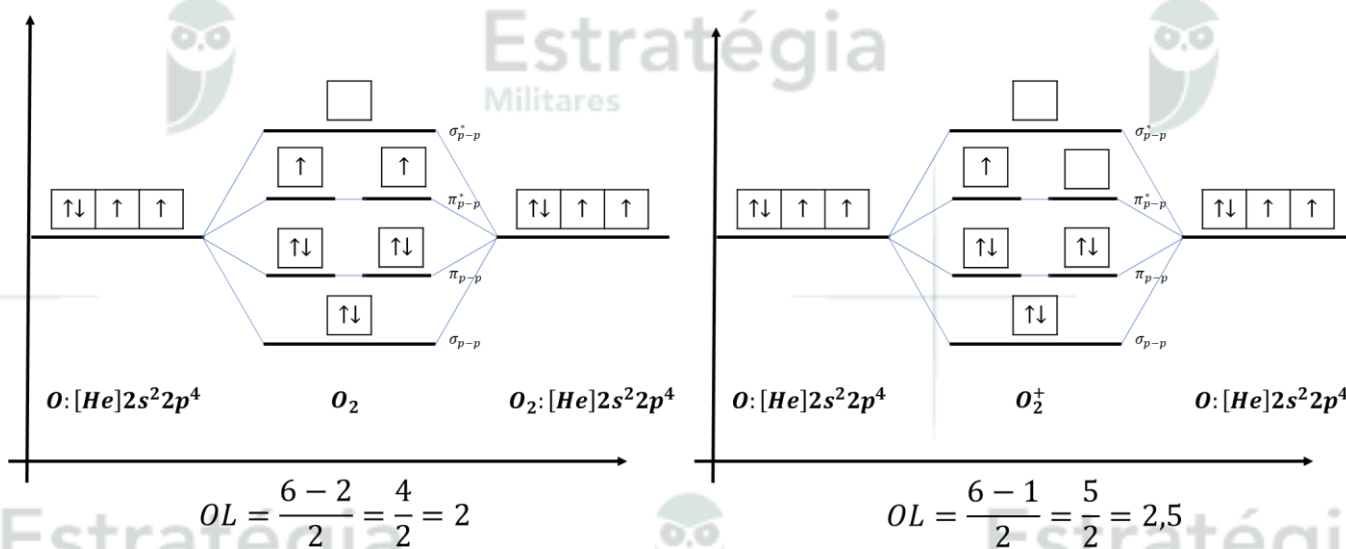 Estratégia
Militares
σ*p−p
↑ ↑
↑↓ ↑ ↑
π*p−p
↑↓ ↑ ↑
↑↓ ↑↓
πp−p
↑↓
σp−p
O:[He]2s²2p⁴
O₂
O₂:[He]2s²2p⁴
OL = (6 − 2)/2 = 4/2 = 2
σ*p−p
↑
↑↓ ↑ ↑
π*p−p
↑↓ ↑ ↑
↑↓ ↑↓
πp−p
↑↓
σp−p
O:[He]2s²2p⁴
O₂⁺
O:[He]2s²2p⁴
OL = (6 − 1)/2 = 5/2 = 2,5
Estratégia
Estratégi